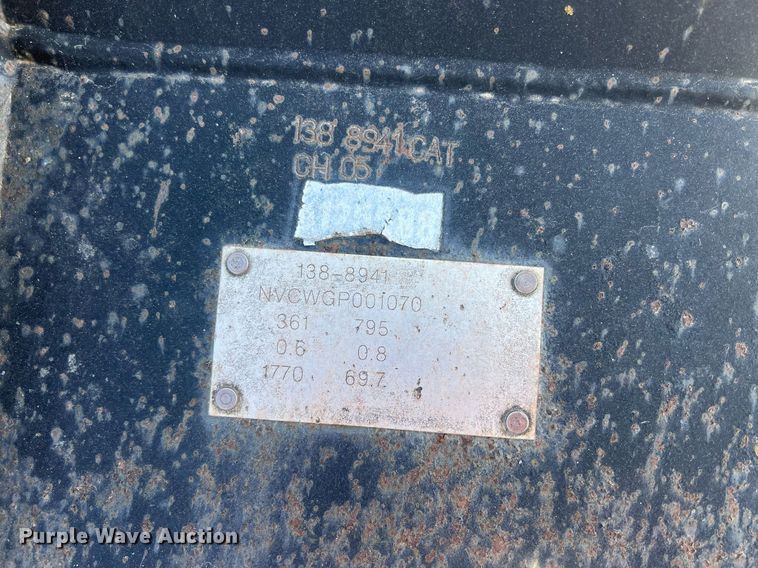 138 8941 CAT
CH 05
138-8941
NVCWGP001070
361 795
0.6 0.8
1770 69.7
Purple Wave Auction